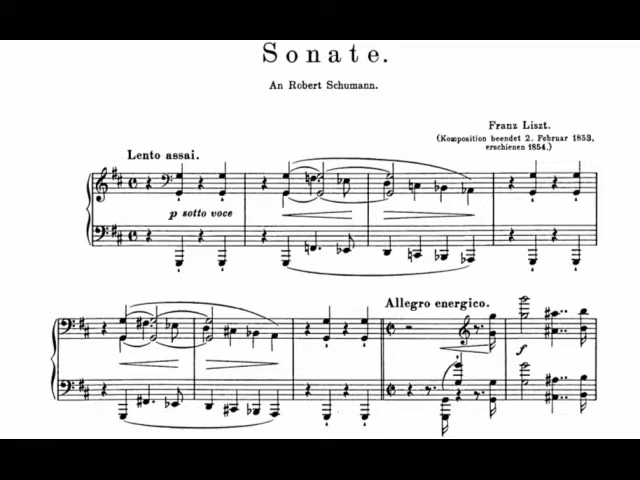 Sonate.
An Robert Schumann.
Franz Liszt.
(Komposition beendet 2. Februar 1853,
erschienen 1854.)
Lento assai.
p sotto voce
Allegro energico.
f